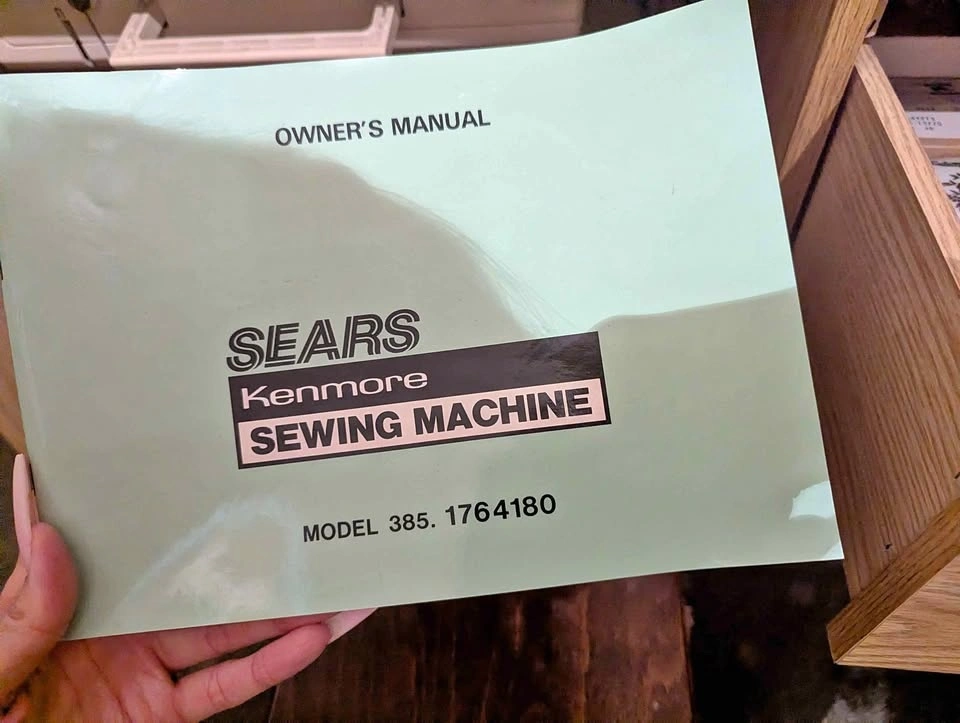 OWNER'S MANUAL
SEARS
Kenmore
SEWING MACHINE
MODEL 385. 1764180